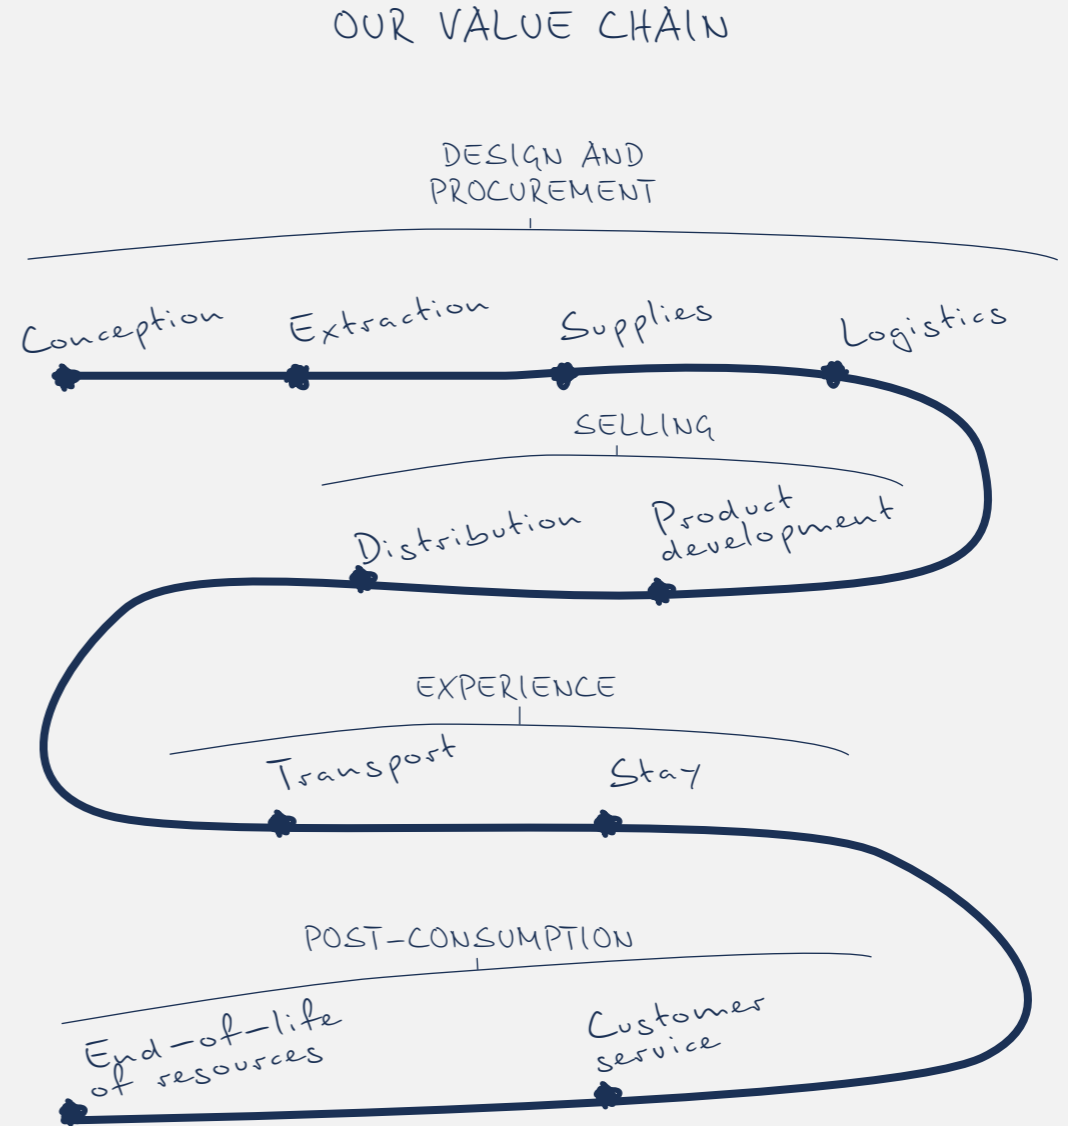 OUR VALUE CHAIN
DESIGN AND
PROCUREMENT
Conception
Extraction
Supplies
Logistics
SELLING
Distribution
Product
development
EXPERIENCE
Transport
Stay
POST-CONSUMPTION
End-of-life
of resources
Customer
service